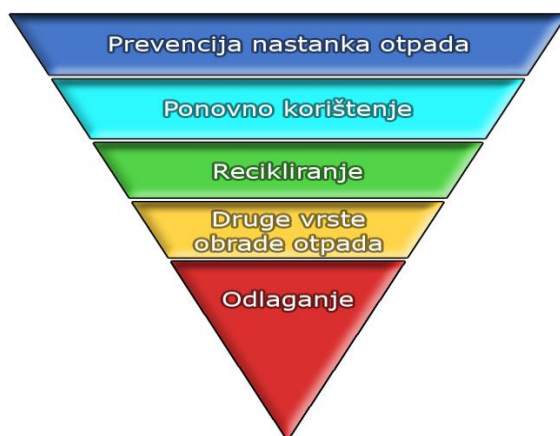 Prevencija nastanka otpada
Ponovno korištenje
Recikliranje
Druge vrste
obrade otpada
Odlaganje